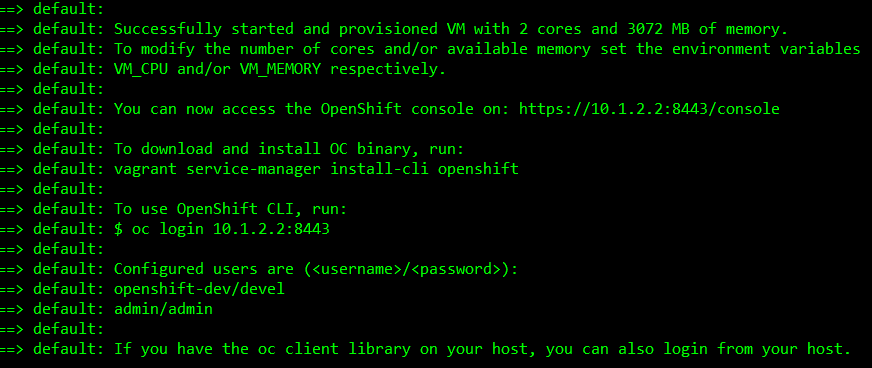 ==> default:
==> default: Successfully started and provisioned VM with 2 cores and 3072 MB of memory.
==> default: To modify the number of cores and/or available memory set the environment variables
==> default: VM_CPU and/or VM_MEMORY respectively.
==> default:
==> default: You can now access the OpenShift console on: https://10.1.2.2:8443/console
==> default:
==> default: To download and install OC binary, run:
==> default: vagrant service-manager install-cli openshift
==> default:
==> default: To use OpenShift CLI, run:
==> default: $ oc login 10.1.2.2:8443
==> default:
==> default: Configured users are (<username>/<password>):
==> default: openshift-dev/devel
==> default: admin/admin
==> default:
==> default: If you have the oc client library on your host, you can also login from your host.